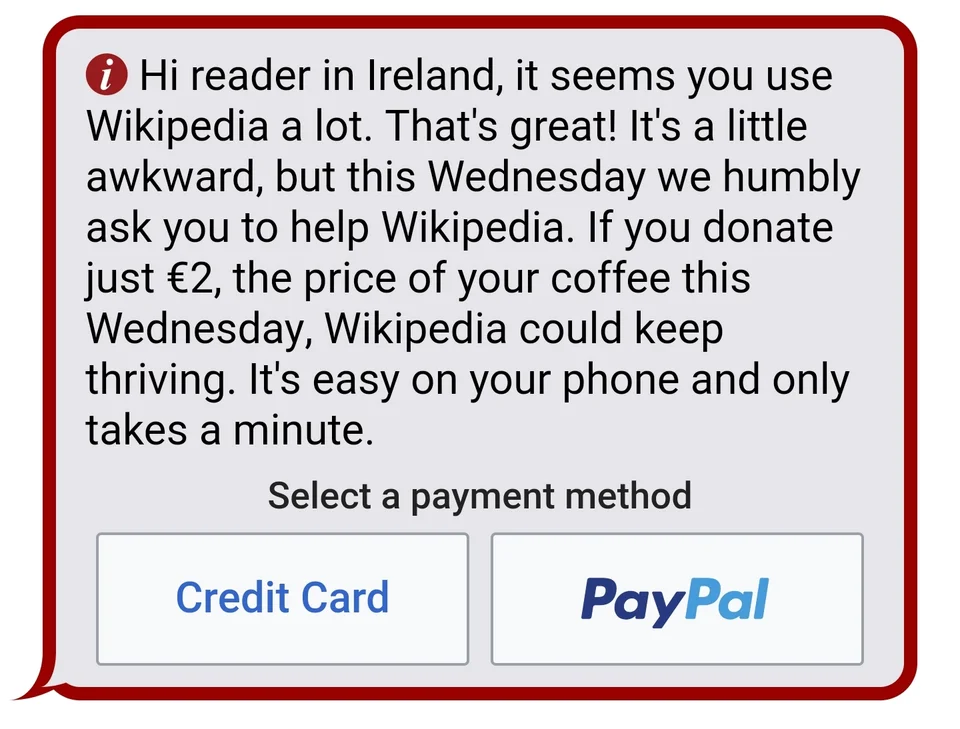 i Hi reader in Ireland, it seems you use
Wikipedia a lot. That's great! It's a little
awkward, but this Wednesday we humbly
ask you to help Wikipedia. If you donate
just €2, the price of your coffee this
Wednesday, Wikipedia could keep
thriving. It's easy on your phone and only
takes a minute.
Select a payment method
Credit Card
PayPal